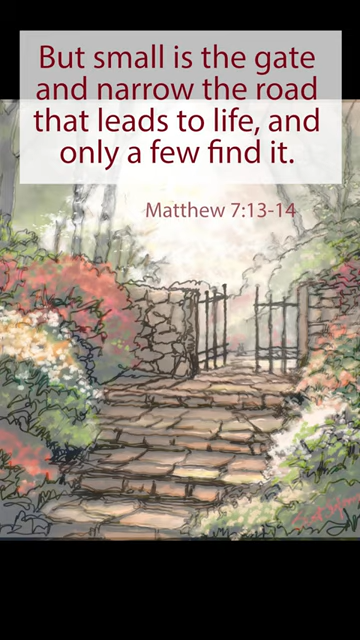 But small is the gate
and narrow the road
that leads to life, and
only a few find it.
Matthew 7:13-14